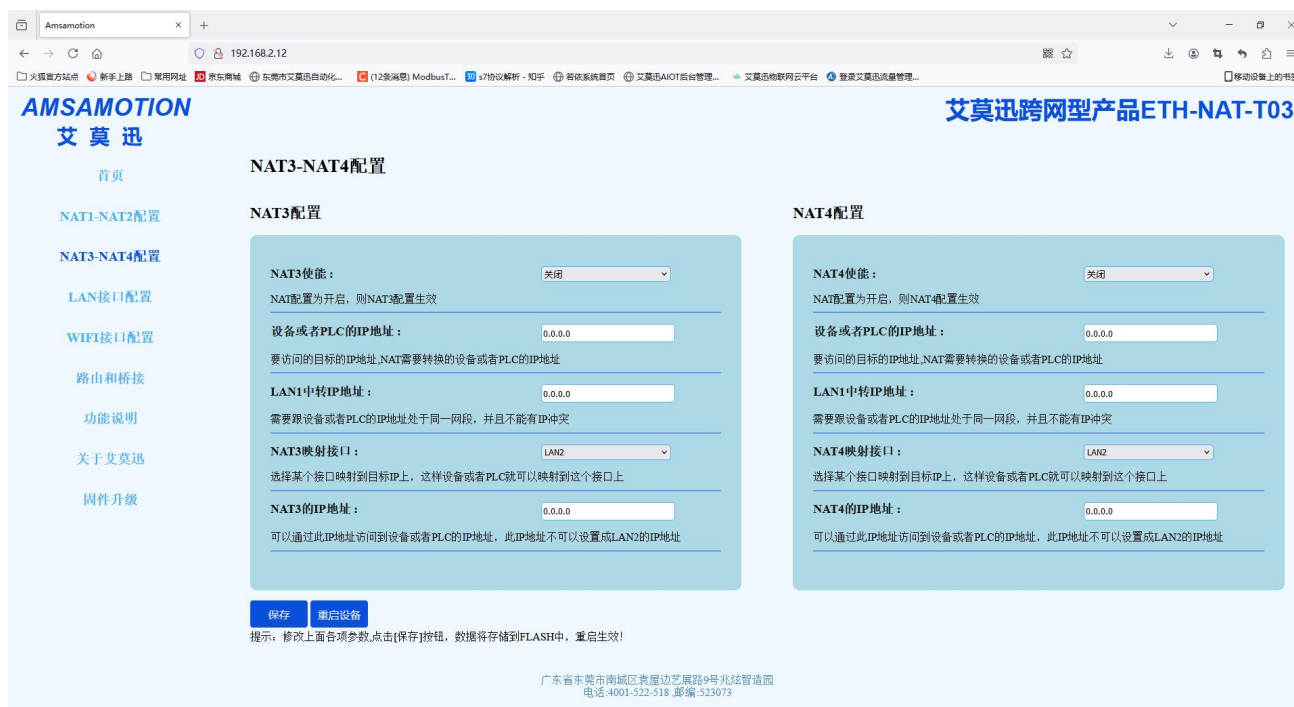 Amsamotion
192.168.2.12
火狐官方站点 新手上路 常用网址 京东商城 东莞市艾莫迅自动化... (12条消息) ModbusT... s7协议解析 - 知乎 若依系统首页 艾莫迅AIOT后台管理... 艾莫迅物联网云平台 登录艾莫迅流量管理... 移动设备上的书签
AMSAMOTION
艾莫迅
艾莫迅跨网型产品ETH-NAT-T03
首页
NAT1-NAT2配置
NAT3-NAT4配置
LAN接口配置
WIFI接口配置
路由和桥接
功能说明
关于艾莫迅
固件升级
NAT3-NAT4配置
NAT3配置
NAT3使能： 关闭
NAT配置为开启，则NAT3配置生效
设备或者PLC的IP地址： 0.0.0.0
要访问的目标的IP地址,NAT需要转换的设备或者PLC的IP地址
LAN1中转IP地址： 0.0.0.0
需要跟设备或者PLC的IP地址处于同一网段，并且不能有IP冲突
NAT3映射接口： LAN2
选择某个接口映射到目标IP上，这样设备或者PLC就可以映射到这个接口上
NAT3的IP地址： 0.0.0.0
可以通过此IP地址访问到设备或者PLC的IP地址，此IP地址不可以设置成LAN2的IP地址
NAT4配置
NAT4使能： 关闭
NAT配置为开启，则NAT4配置生效
设备或者PLC的IP地址： 0.0.0.0
要访问的目标的IP地址,NAT需要转换的设备或者PLC的IP地址
LAN1中转IP地址： 0.0.0.0
需要跟设备或者PLC的IP地址处于同一网段，并且不能有IP冲突
NAT4映射接口： LAN2
选择某个接口映射到目标IP上，这样设备或者PLC就可以映射到这个接口上
NAT4的IP地址： 0.0.0.0
可以通过此IP地址访问到设备或者PLC的IP地址，此IP地址不可以设置成LAN2的IP地址
保存 重启设备
提示：修改上面各项参数,点击[保存]按钮，数据将存储到FLASH中，重启生效！
广东省东莞市南城区袁屋边艺展路9号兆炫智造园
电话:4001-522-518 ,邮编:523073